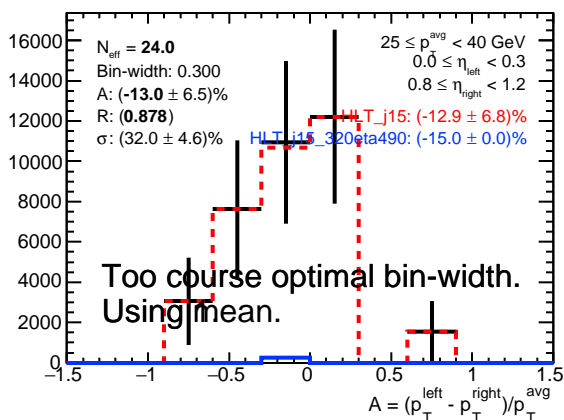 16000
14000
12000
10000
8000
6000
4000
2000
0
N_eff = 24.0
Bin-width: 0.300
A: (-13.0 ± 6.5)%
R: (0.878)
σ: (32.0 ± 4.6)%
25 ≤ p_T^avg < 40 GeV
0.0 ≤ η_left < 0.3
0.8 ≤ η_right < 1.2
HLT_j15: (-12.9 ± 6.8)%
HLT_j15_320eta490: (-15.0 ± 0.0)%
Too course optimal bin-width.
Using mean.
−1.5 −1 −0.5 0 0.5 1 1.5
A = (p_T^left - p_T^right)/p_T^avg